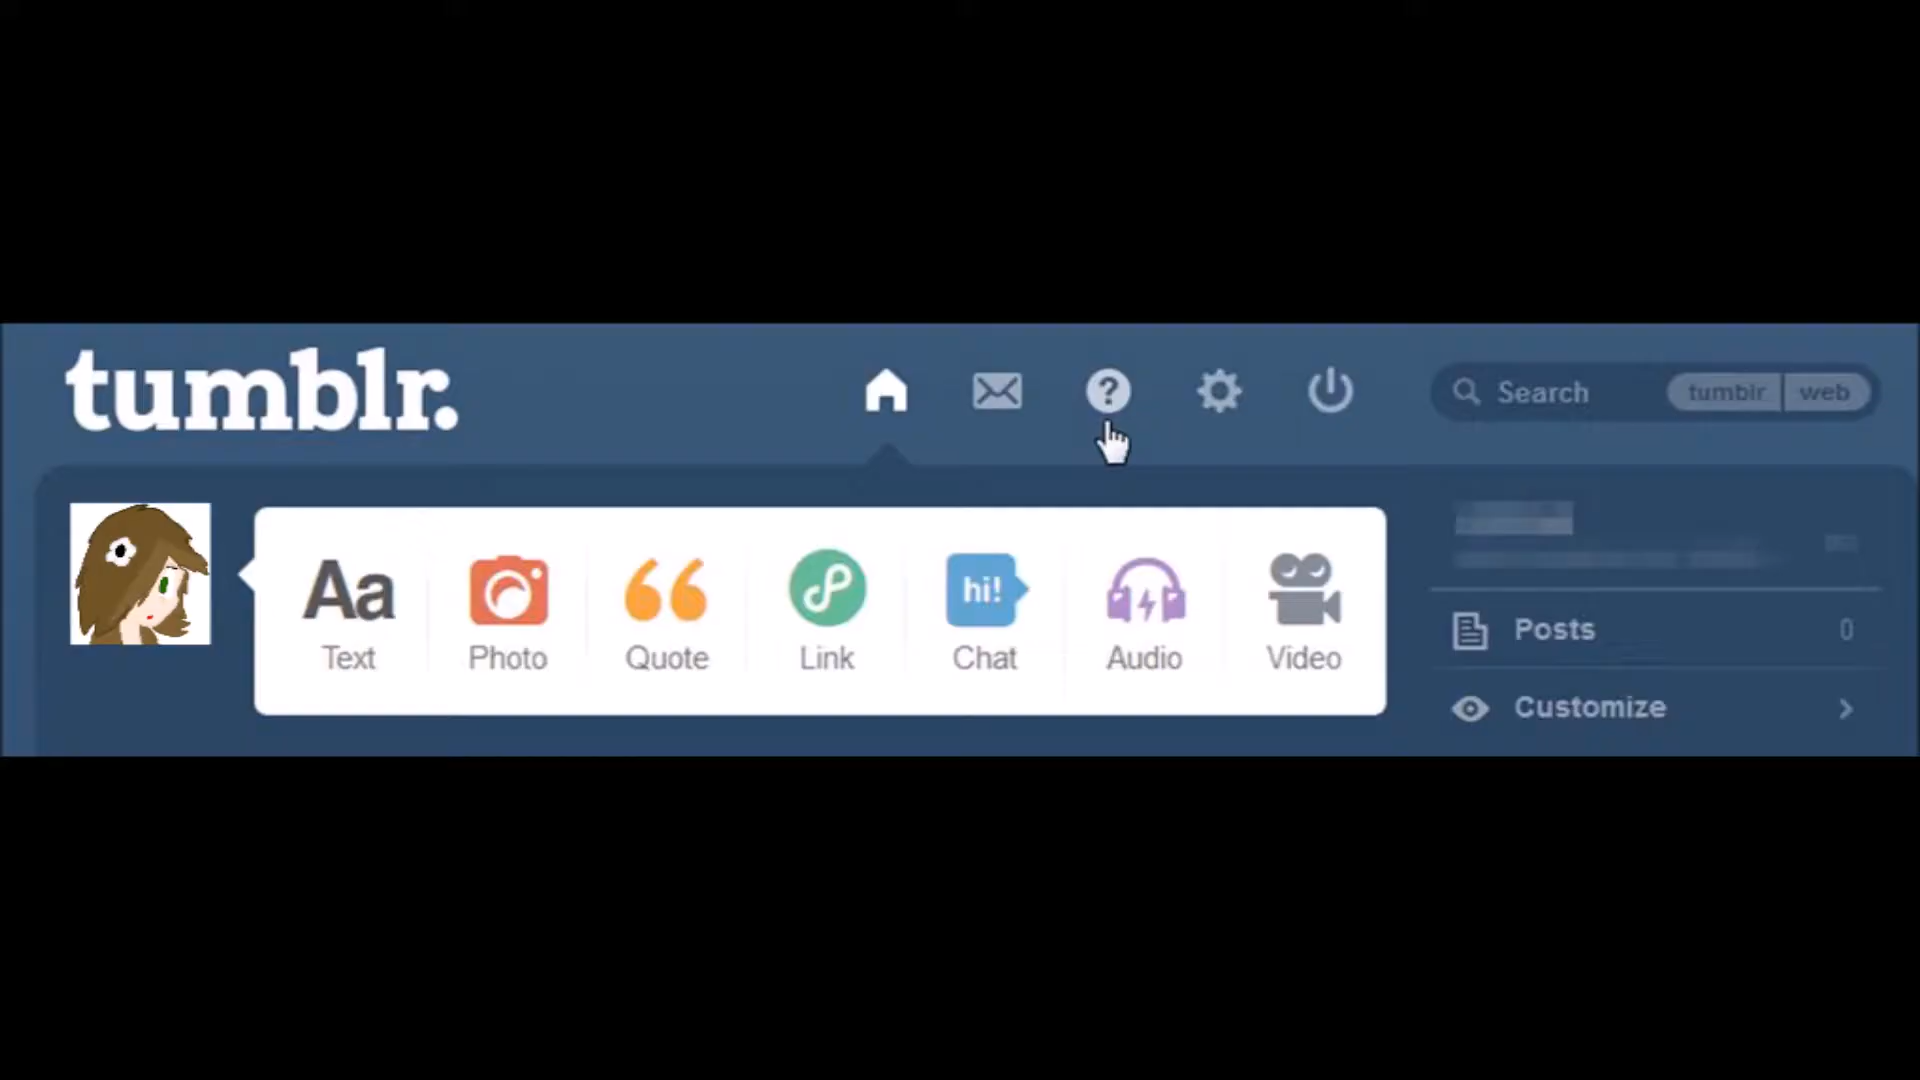 tumblr.
?
Search tumblr web
Aa
hi!
Text Photo Quote Link Chat Audio Video
Posts 0
Customize